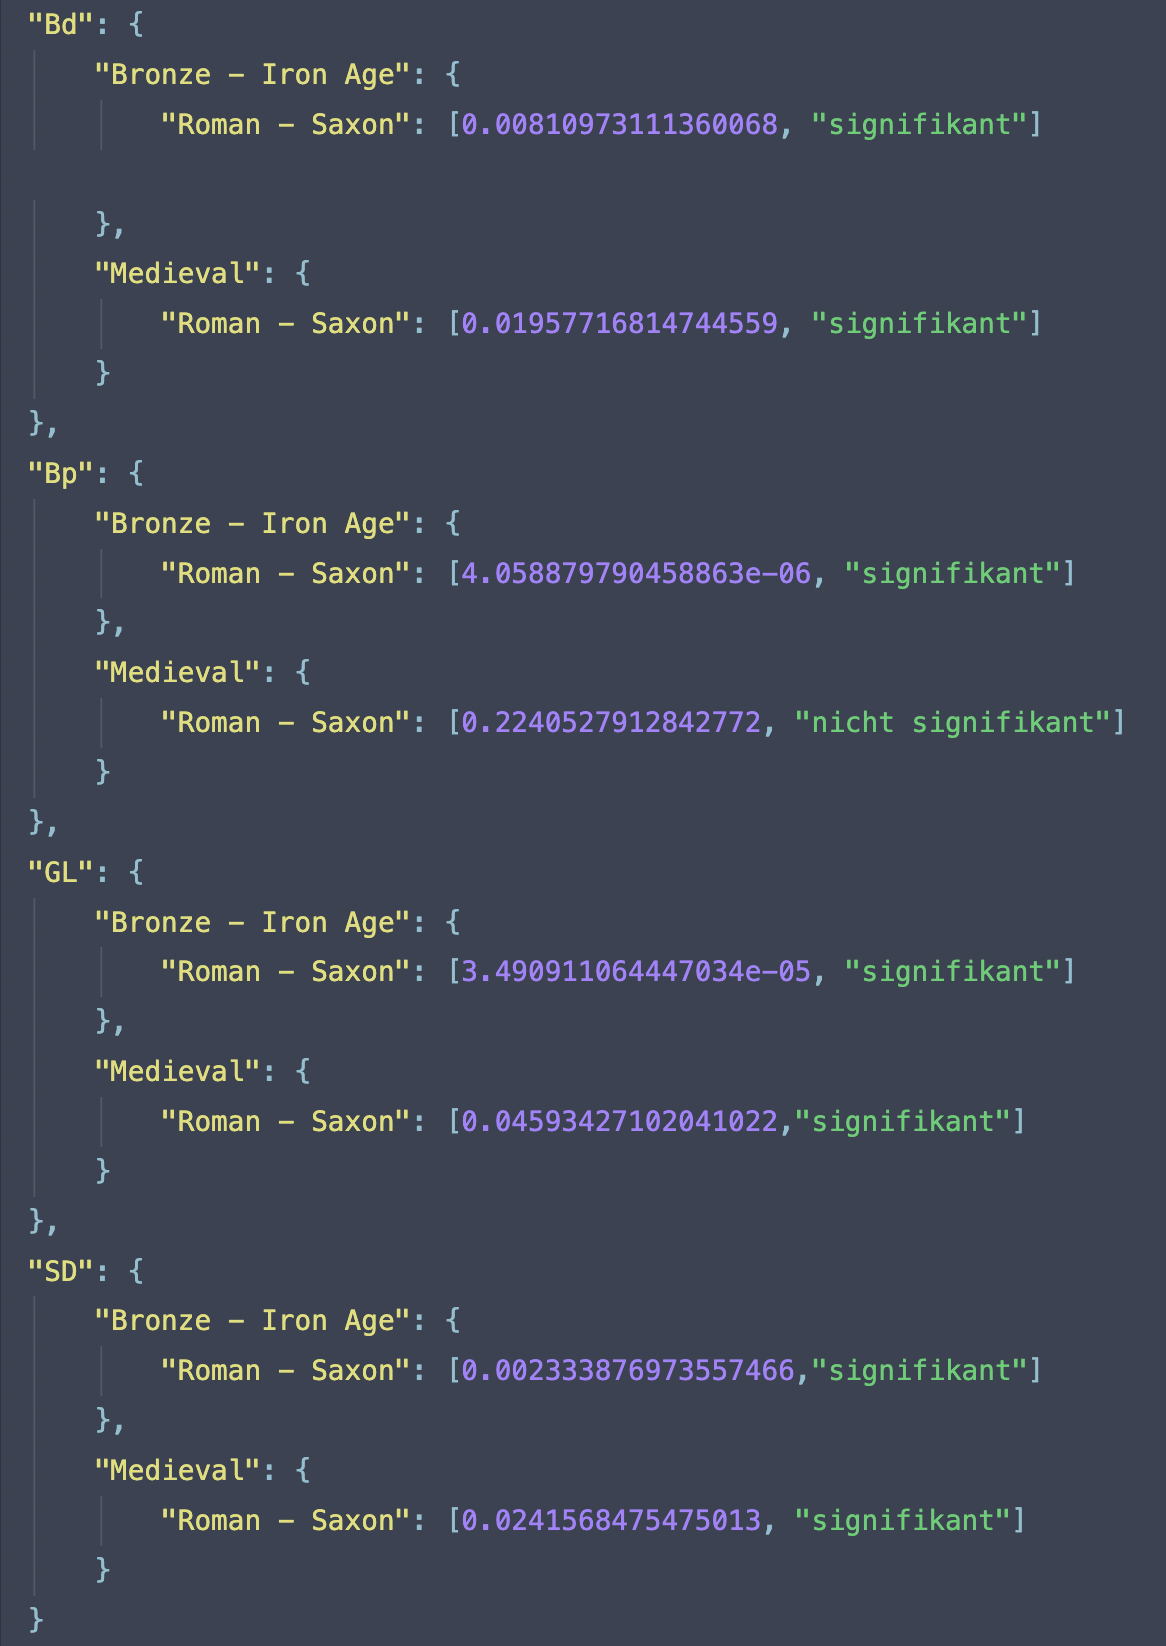 "Bd": {
"Bronze – Iron Age": {
"Roman – Saxon": [0.00810973111360068, "signifikant"]
},
"Medieval": {
"Roman – Saxon": [0.01957716814744559, "signifikant"]
}
},
"Bp": {
"Bronze – Iron Age": {
"Roman – Saxon": [4.058879790458863e-06, "signifikant"]
},
"Medieval": {
"Roman – Saxon": [0.2240527912842772, "nicht signifikant"]
}
},
"GL": {
"Bronze – Iron Age": {
"Roman – Saxon": [3.490911064447034e-05, "signifikant"]
},
"Medieval": {
"Roman – Saxon": [0.04593427102041022,"signifikant"]
}
},
"SD": {
"Bronze – Iron Age": {
"Roman – Saxon": [0.002333876973557466,"signifikant"]
},
"Medieval": {
"Roman – Saxon": [0.0241568475475013, "signifikant"]
}
}